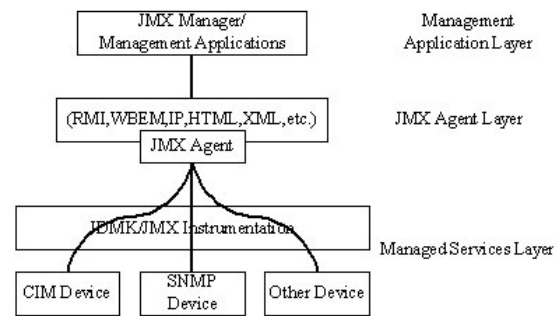 JMX Manager/
Management Applications
Management
Application Layer
(RMI,WBEM,IP,HTML,XML,etc.)
JMX Agent Layer
JMX Agent
JDMK/JMX Instrumentation
Managed Services Layer
CIM Device
SNMP
Device
Other Device